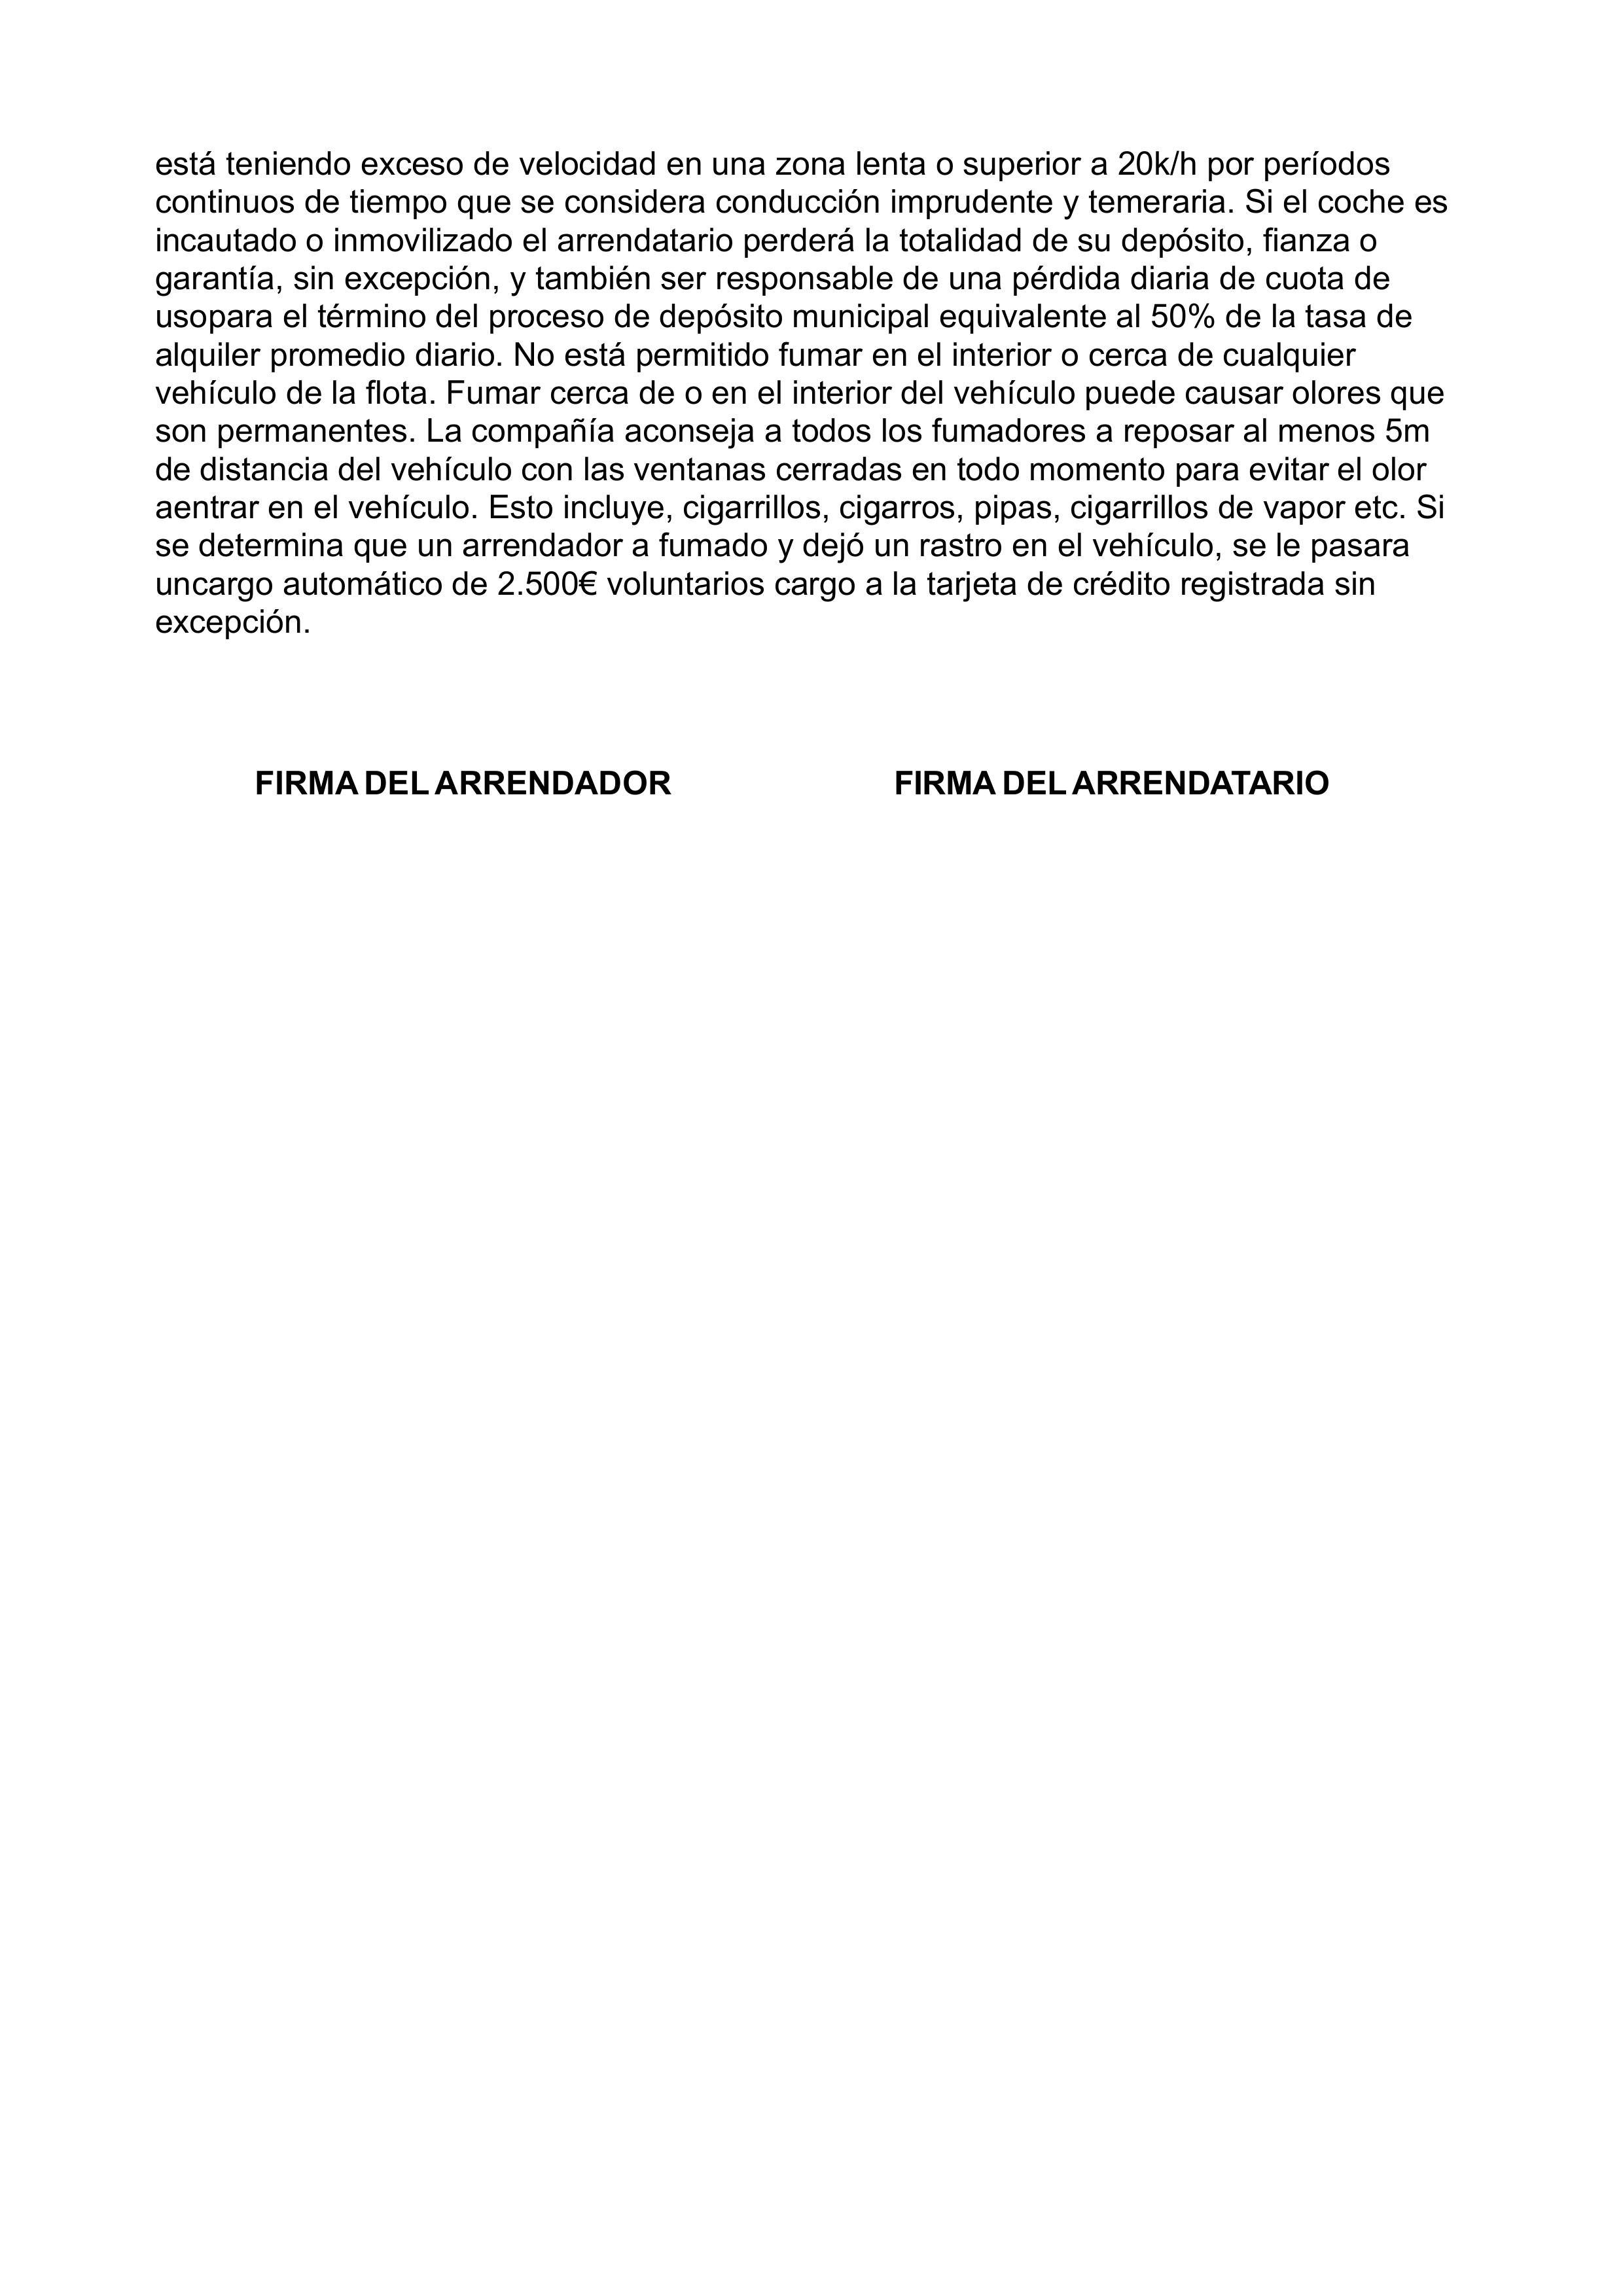 está teniendo exceso de velocidad en una zona lenta o superior a 20k/h por períodos
continuos de tiempo que se considera conducción imprudente y temeraria. Si el coche es
incautado o inmovilizado el arrendatario perderá la totalidad de su depósito, fianza o
garantía, sin excepción, y también ser responsable de una pérdida diaria de cuota de
usopara el término del proceso de depósito municipal equivalente al 50% de la tasa de
alquiler promedio diario. No está permitido fumar en el interior o cerca de cualquier
vehículo de la flota. Fumar cerca de o en el interior del vehículo puede causar olores que
son permanentes. La compañía aconseja a todos los fumadores a reposar al menos 5m
de distancia del vehículo con las ventanas cerradas en todo momento para evitar el olor
aentrar en el vehículo. Esto incluye, cigarrillos, cigarros, pipas, cigarrillos de vapor etc. Si
se determina que un arrendador a fumado y dejó un rastro en el vehículo, se le pasara
uncargo automático de 2.500€ voluntarios cargo a la tarjeta de crédito registrada sin
excepción.
FIRMA DEL ARRENDADOR FIRMA DEL ARRENDATARIO